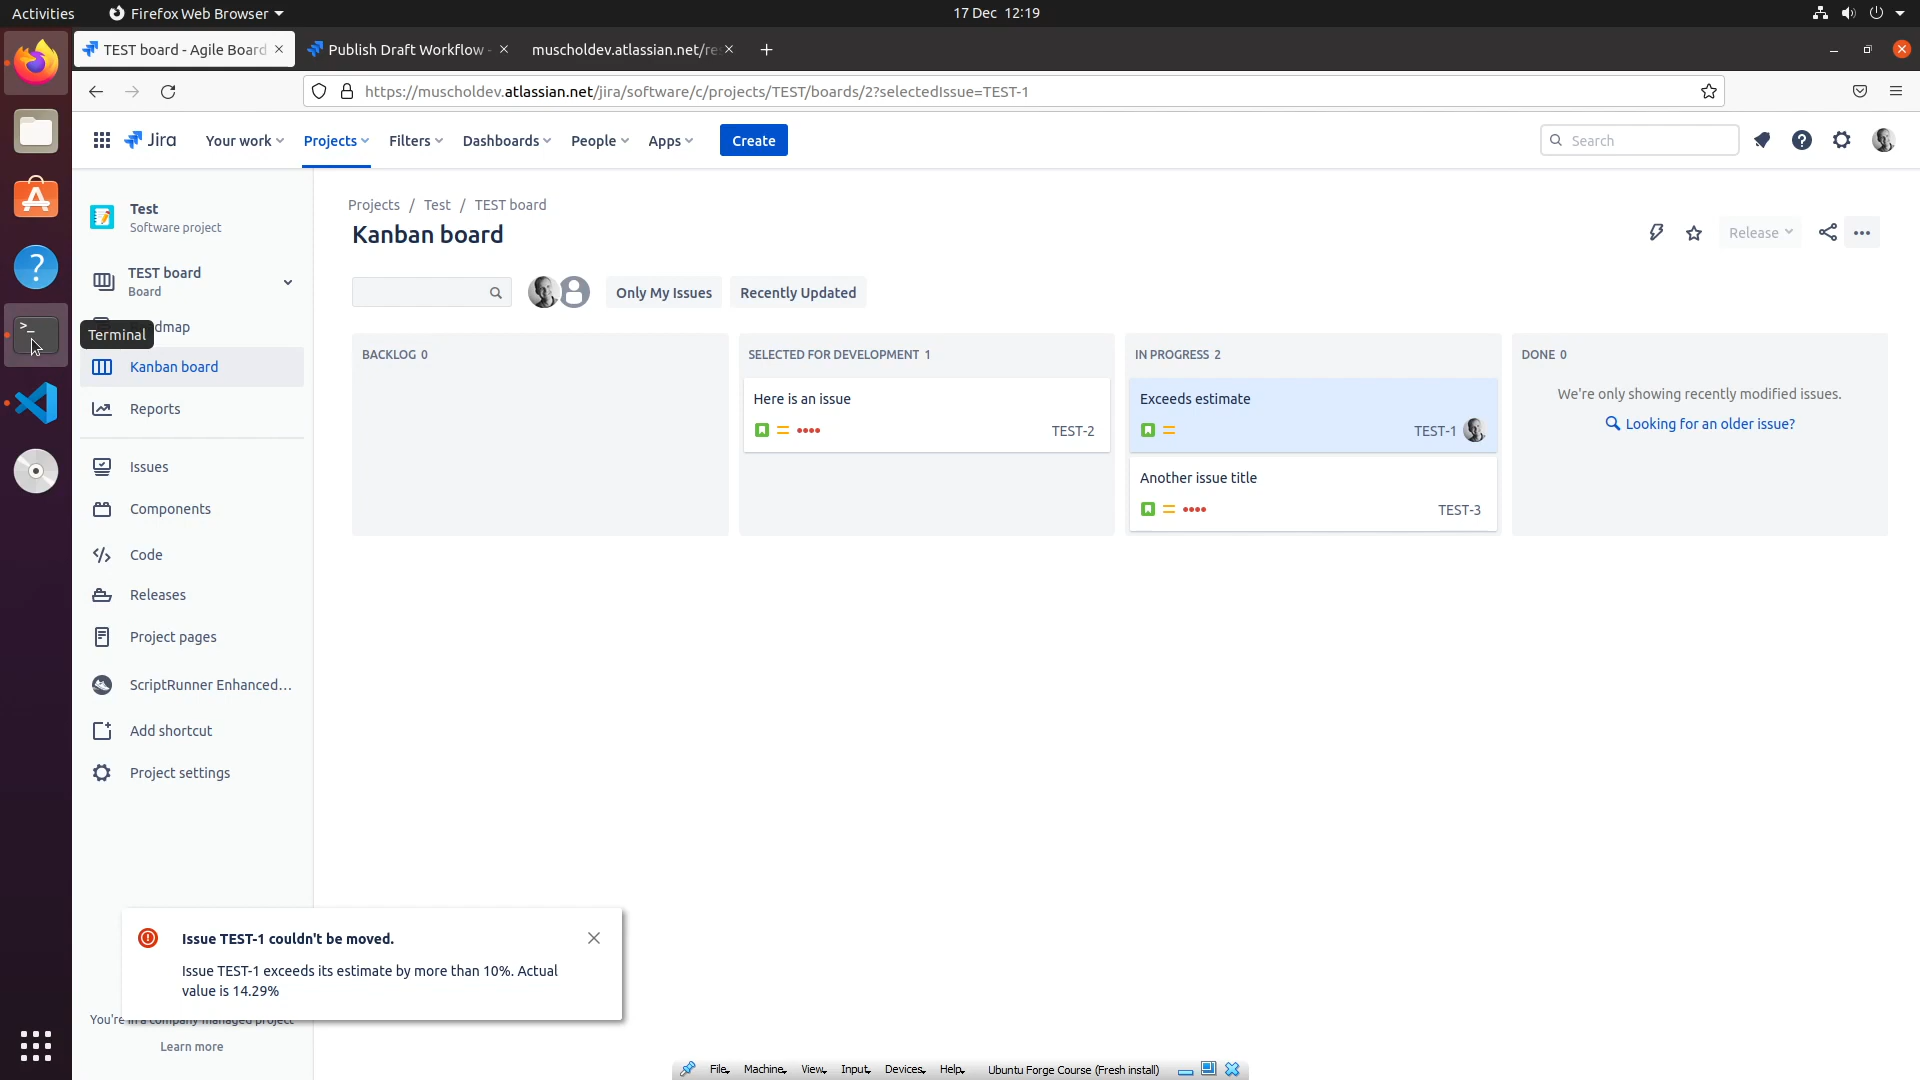 Activities
Firefox Web Browser
17 Dec 12:19
TEST board - Agile Board
Publish Draft Workflow -
muscholdev.atlassian.net/re
https://muscholdev.atlassian.net/jira/software/c/projects/TEST/boards/2?selectedIssue=TEST-1
Jira
Your work
Projects
Filters
Dashboards
People
Apps
Create
Search
Test
Software project
TEST board
Board
Terminal
dmap
Kanban board
Reports
Issues
Components
Code
Releases
Project pages
ScriptRunner Enhanced...
Add shortcut
Project settings
Projects / Test / TEST board
Kanban board
Release
Only My Issues
Recently Updated
BACKLOG 0
SELECTED FOR DEVELOPMENT 1
Here is an issue
TEST-2
IN PROGRESS 2
Exceeds estimate
TEST-1
Another issue title
TEST-3
DONE 0
We're only showing recently modified issues.
Looking for an older issue?
Issue TEST-1 couldn't be moved.
Issue TEST-1 exceeds its estimate by more than 10%. Actual
value is 14.29%
You're in a company managed project
Learn more
File
Machine
View
Input
Devices
Help
Ubuntu Forge Course (Fresh install)